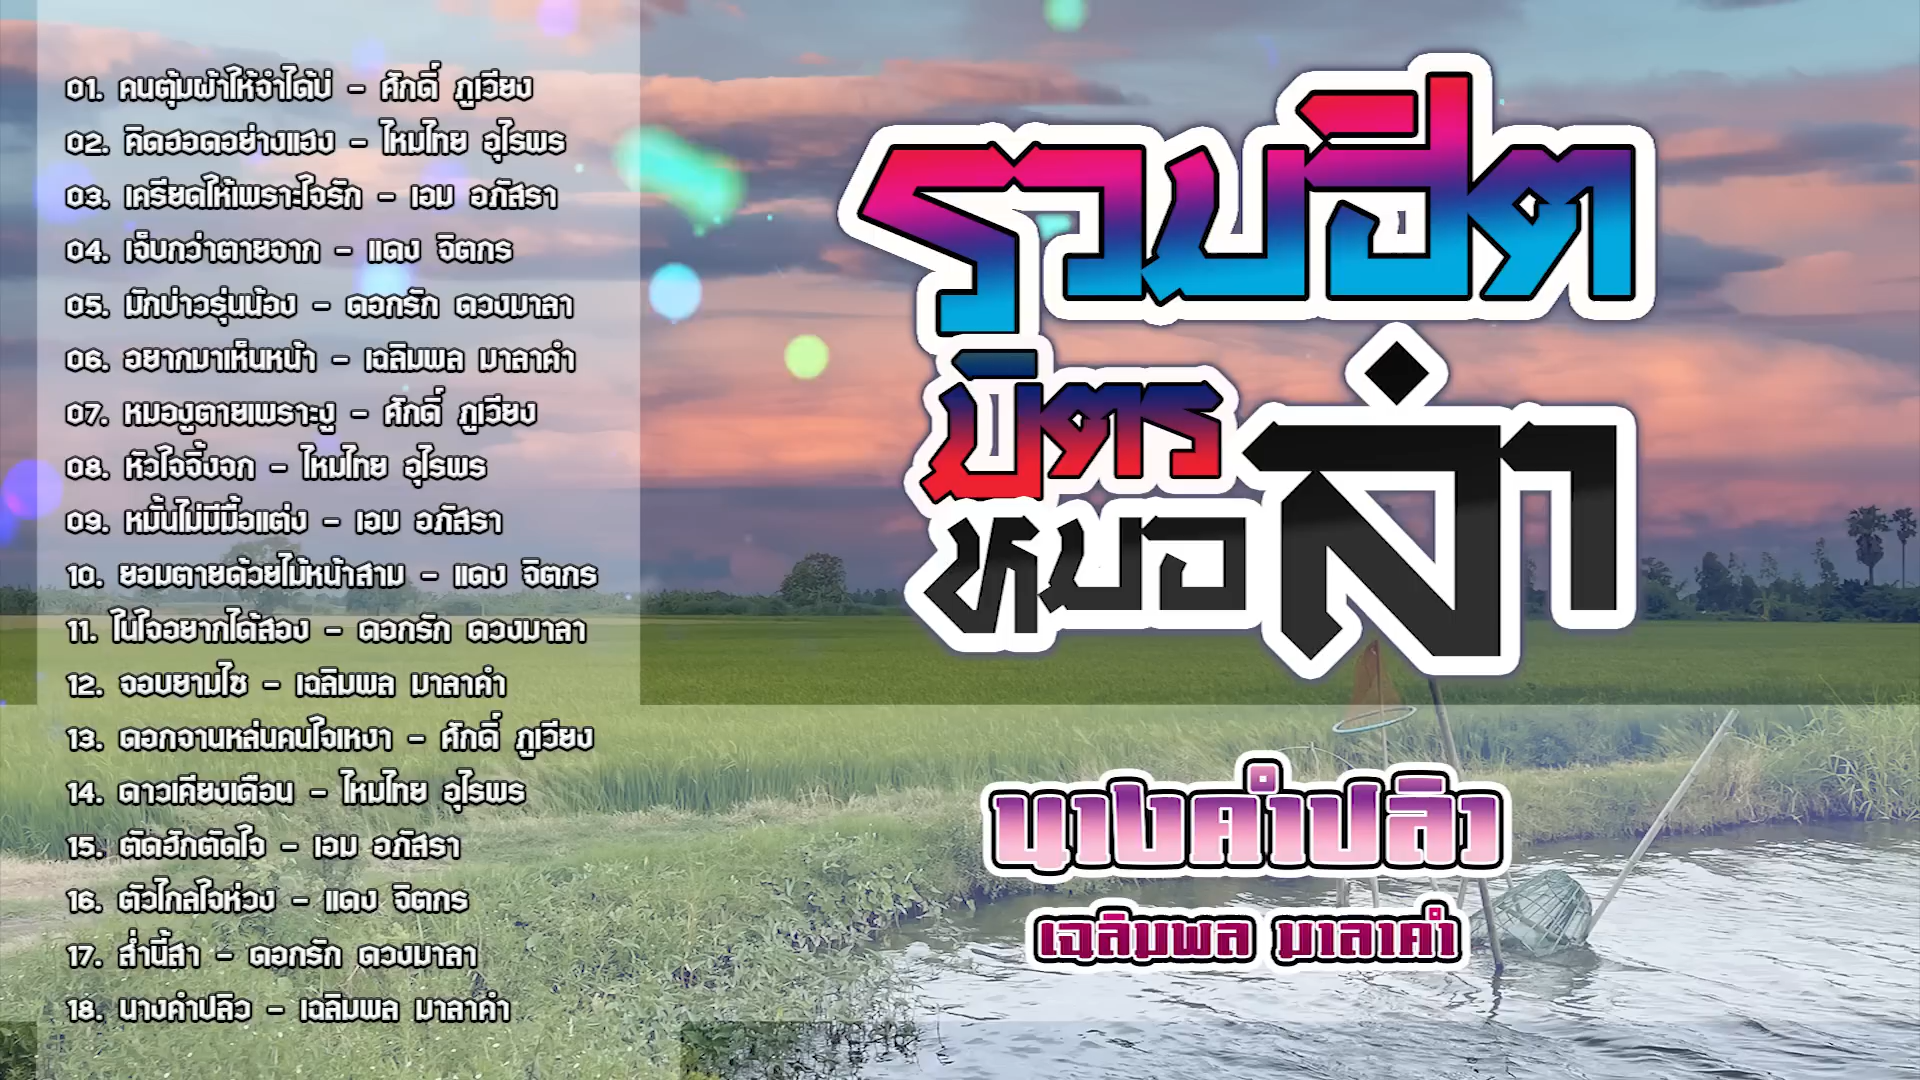 01. คนตุ้มผ้าให้จำได้บ่ - ศักดิ์ ภูเวียง
02. คิดฮอดอย่างแฮง - ไหมไทย อุไรพร
03. เครียดให้เพราะใจรัก - เอม อภัสรา
04. เจ็บกว่าตายจาก - แดง จิตกร
05. มักบ่าวรุ่นน้อง - ดอกรัก ดวงมาลา
06. อยากมาเห็นหน้า - เฉลิมพล มาลาคำ
07. หมองูตายเพราะงู - ศักดิ์ ภูเวียง
08. หัวใจจิ้งจก - ไหมไทย อุไรพร
09. หมั้นไม่มีมื้อแต่ง - เอม อภัสรา
10. ยอมตายด้วยไม้หน้าสาม - แดง จิตกร
11. ในใจอยากได้สอง - ดอกรัก ดวงมาลา
12. จอบยามไซ - เฉลิมพล มาลาคำ
13. ดอกจานหล่นคนใจเหงา - ศักดิ์ ภูเวียง
14. ดาวเคียงเดือน - ไหมไทย อุไรพร
15. ตัดฮักตัดใจ - เอม อภัสรา
16. ตัวไกลใจห่วง - แดง จิตกร
17. ส่ำนี้สา - ดอกรัก ดวงมาลา
18. นางคำปลิว - เฉลิมพล มาลาคำ
รวมฮีต
มิตร
หมอลำ
นางคำปลิว
เฉลิมพล มาลาคำ